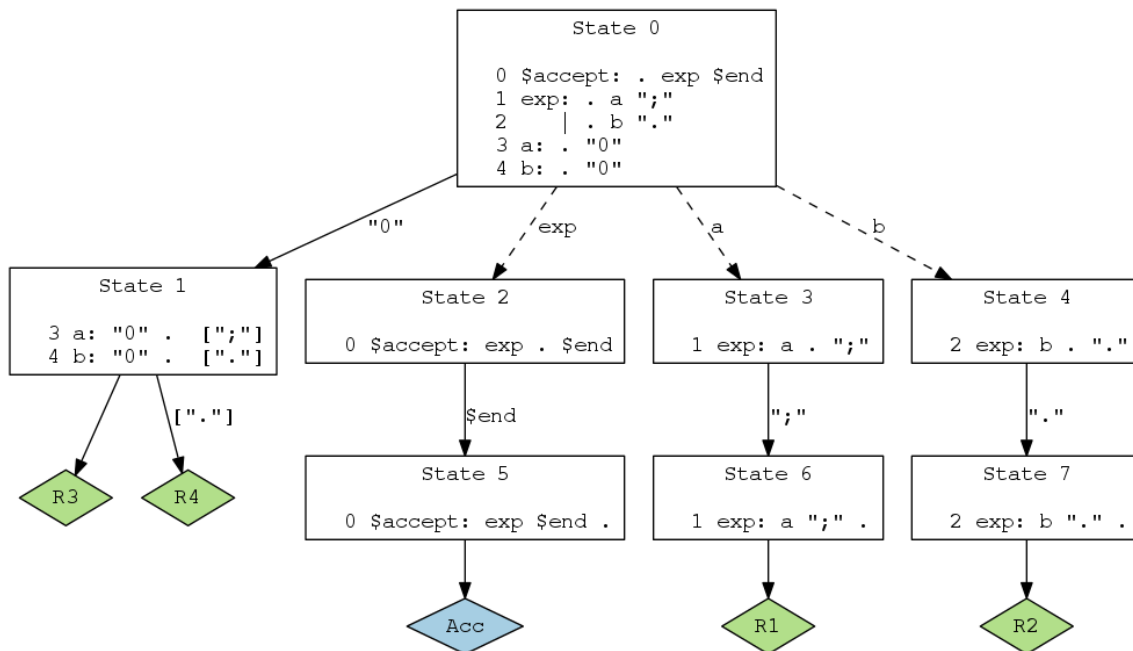 State 0
0 $accept: . exp $end
1 exp: . a ";"
2    | . b "."
3 a: . "0"
4 b: . "0"
"0"
exp
a
b
State 1
3 a: "0" .  [";"]
4 b: "0" .  ["."]
State 2
0 $accept: exp . $end
State 3
1 exp: a . ";"
State 4
2 exp: b . "."
["."]
$end
";"
"."
R3
R4
State 5
0 $accept: exp $end .
State 6
1 exp: a ";" .
State 7
2 exp: b "." .
Acc
R1
R2